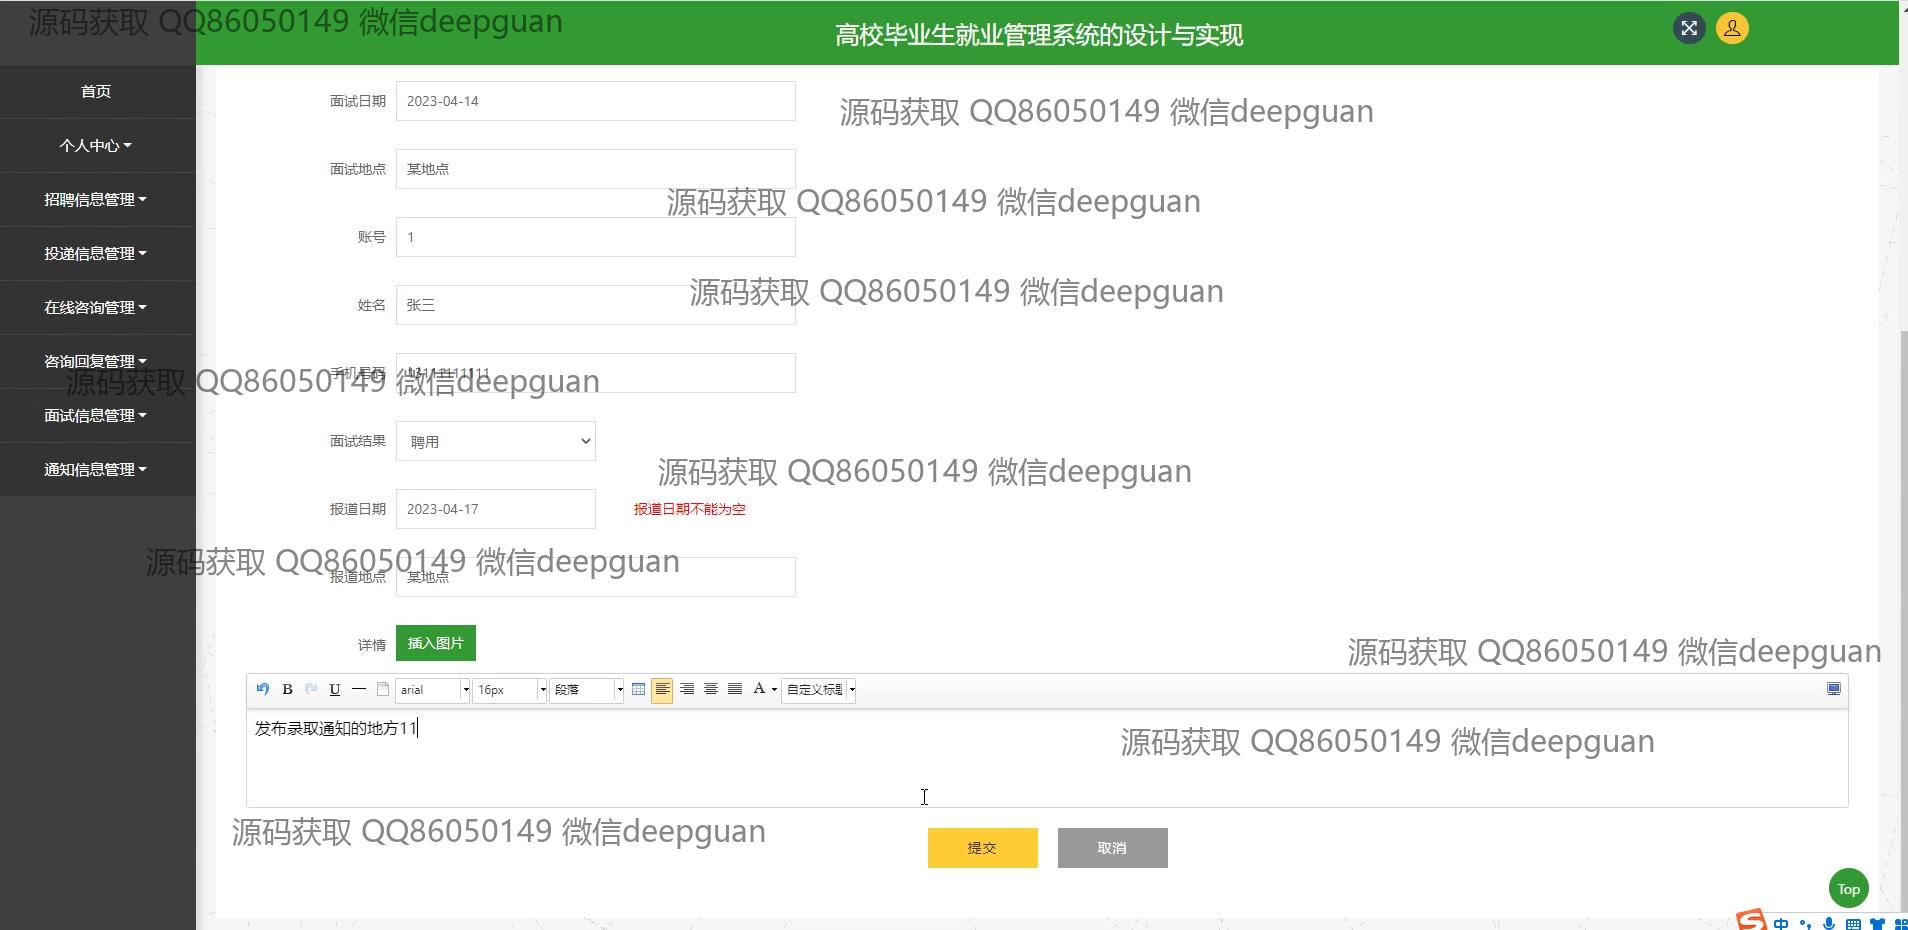 源码获取 QQ86050149 微信deepguan
高校毕业生就业管理系统的设计与实现
首页
个人中心
招聘信息管理
投递信息管理
在线咨询管理
咨询回复管理
面试信息管理
通知信息管理
面试日期 2023-04-14
源码获取 QQ86050149 微信deepguan
面试地点 某地点
源码获取 QQ86050149 微信deepguan
账号 1
源码获取 QQ86050149 微信deepguan
姓名 张三
手机号码
源码获取 QQ86050149 微信deepguan
面试结果 聘用
源码获取 QQ86050149 微信deepguan
报道日期 2023-04-17 报道日期不能为空
源码获取 QQ86050149 微信deepguan
报道地点 某地点
详情 插入图片
源码获取 QQ86050149 微信deepguan
B U arial 16px 段落 A 自定义标题
发布录取通知的地方11
源码获取 QQ86050149 微信deepguan
源码获取 QQ86050149 微信deepguan
提交 取消
Top
中